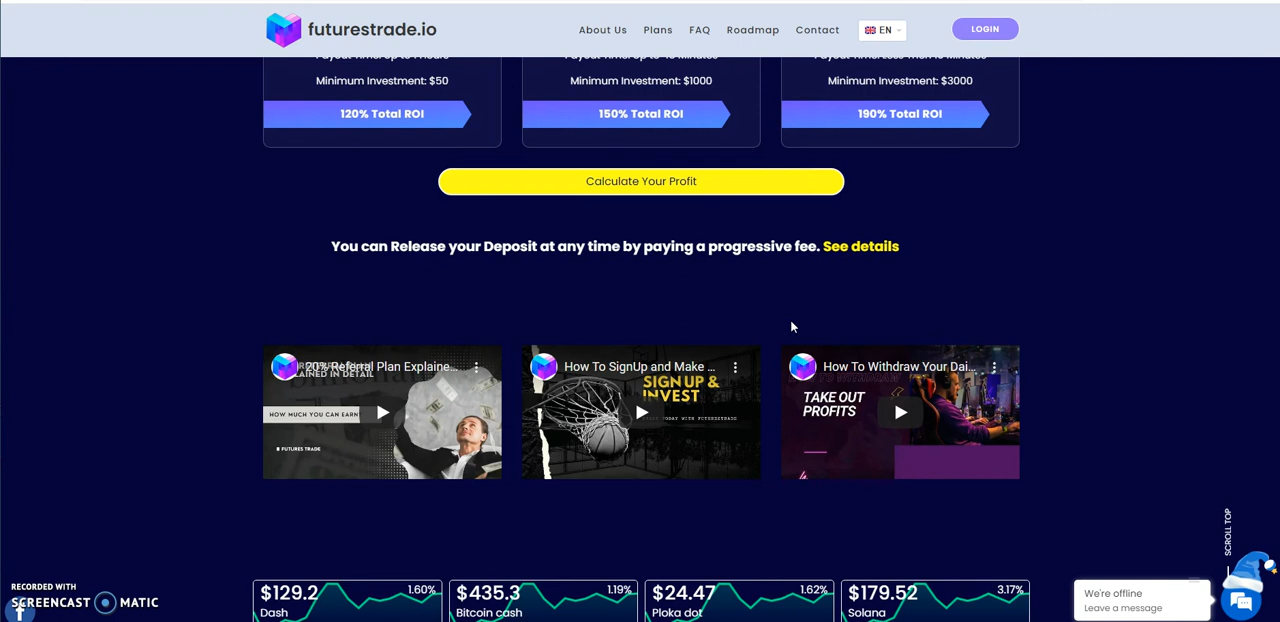 futurestrade.io
About Us Plans FAQ Roadmap Contact EN LOGIN
Minimum Investment: $50
Minimum Investment: $1000
Minimum Investment: $3000
120% Total ROI
150% Total ROI
190% Total ROI
Calculate Your Profit
You can Release your Deposit at any time by paying a progressive fee. See details
20% Referral Plan Explaine...
HOW MUCH YOU CAN EARN
FUTURES TRADE
How To SignUp and Make ...
SIGN UP &
INVEST
TODAY WITH FUTURESTRADE
How To Withdraw Your Dai...
TAKE OUT
PROFITS
SCROLL TOP
$129.2 1.60%
Dash
$435.3 1.19%
Bitcoin cash
$24.47 1.62%
Ploka dot
$179.52 3.17%
Solana
We're offline
Leave a message
RECORDED WITH
SCREENCAST MATIC